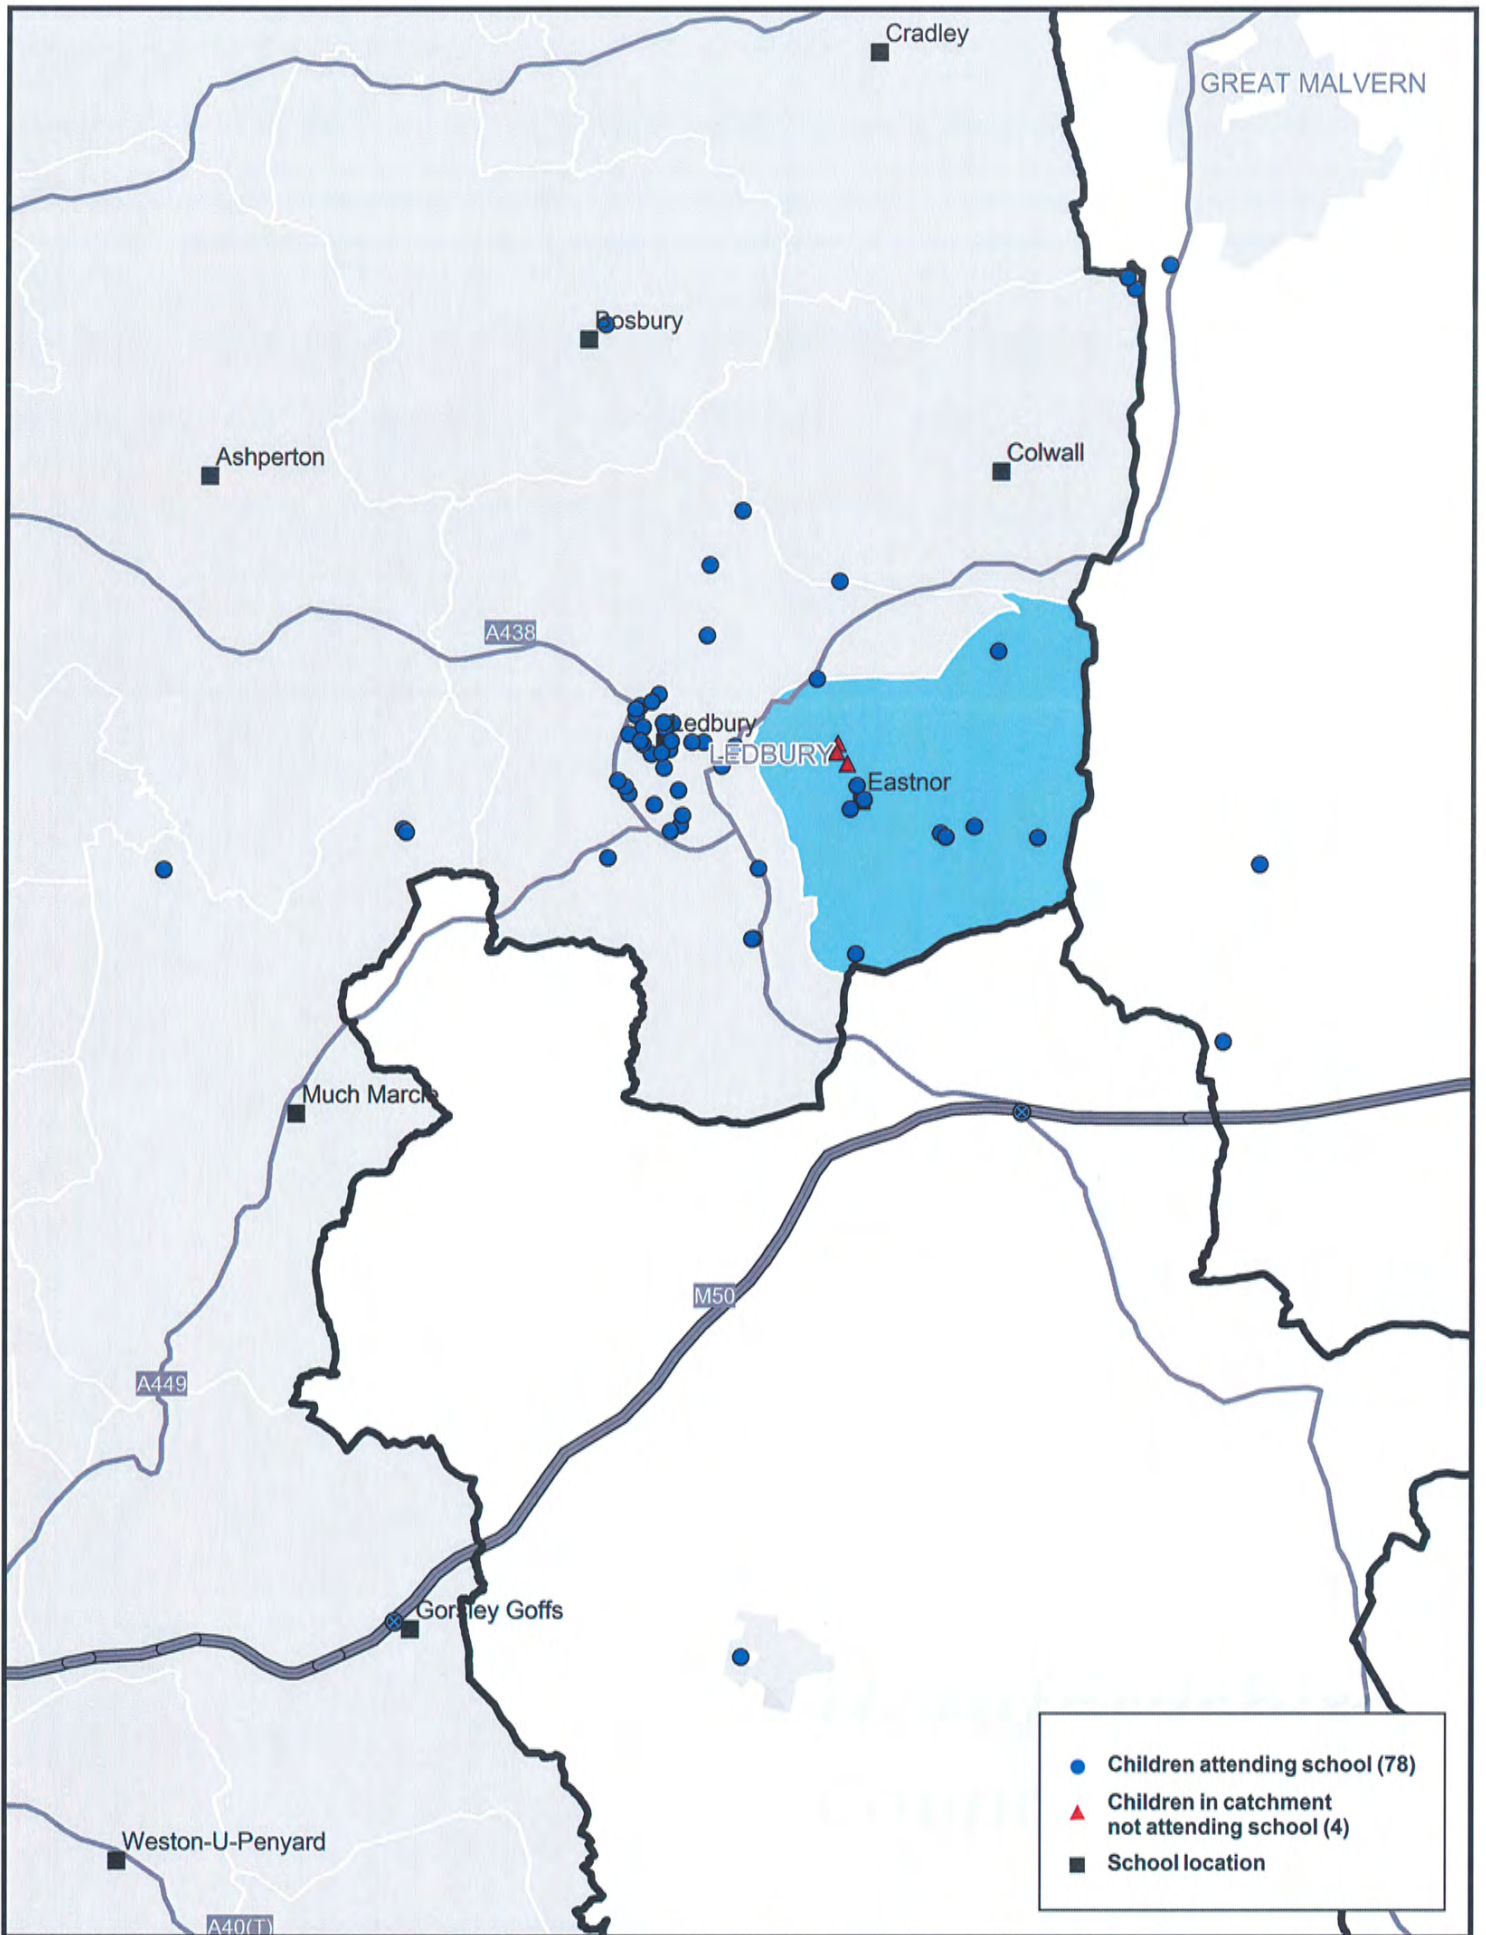 Cradley
GREAT MALVERN
Bosbury
Ashperton
Colwall
A438
Ledbury
LEDBURY
Eastnor
Much Marcle
M50
A449
Gorsley Goffs
Children attending school (78)
Children in catchment
not attending school (4)
School location
Weston-U-Penyard
A40(T)